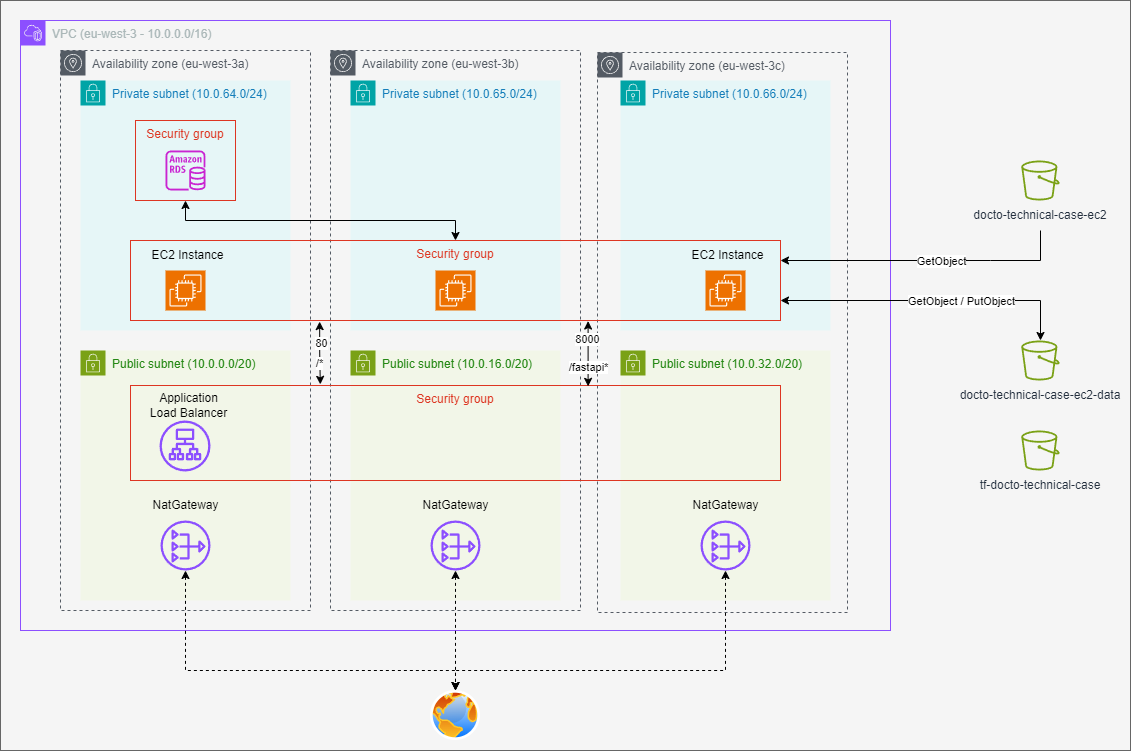 VPC (eu-west-3 - 10.0.0.0/16)
Availability zone (eu-west-3a)
Availability zone (eu-west-3b)
Availability zone (eu-west-3c)
Private subnet (10.0.64.0/24)
Private subnet (10.0.65.0/24)
Private subnet (10.0.66.0/24)
Security group
Amazon
RDS
docto-technical-case-ec2
EC2 Instance
Security group
EC2 Instance
GetObject
GetObject / PutObject
80
/*
8000
/fastapi*
Public subnet (10.0.0.0/20)
Public subnet (10.0.16.0/20)
Public subnet (10.0.32.0/20)
docto-technical-case-ec2-data
Application
Load Balancer
Security group
tf-docto-technical-case
NatGateway
NatGateway
NatGateway